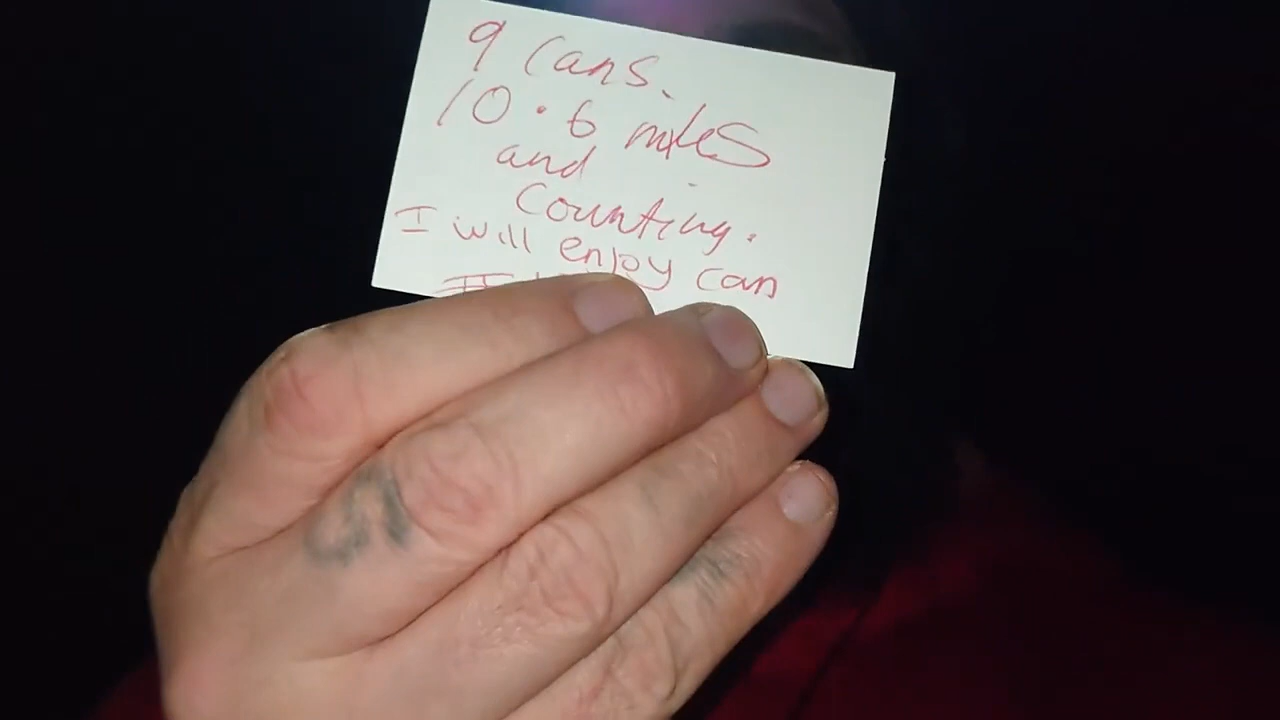 9 cans.
10.6 miles
and
counting.
I will enjoy can